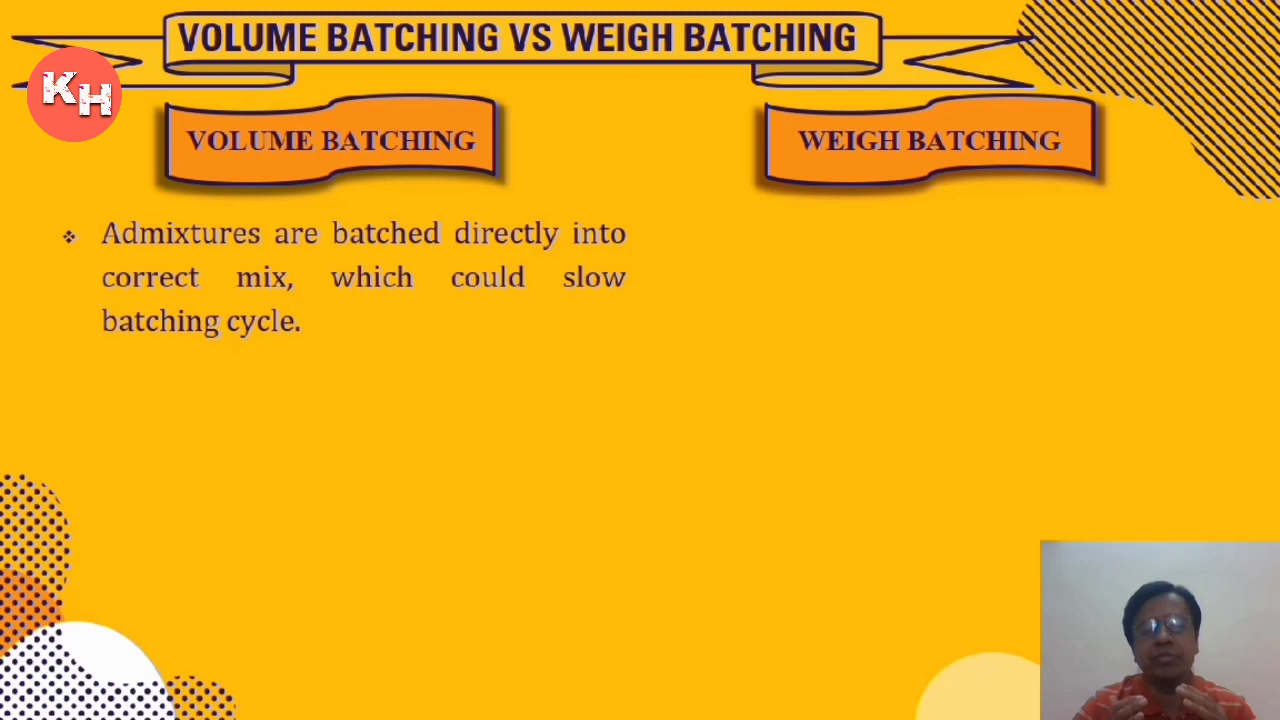 VOLUME BATCHING VS WEIGH BATCHING
KH
VOLUME BATCHING
WEIGH BATCHING
Admixtures are batched directly into
correct mix, which could slow
batching cycle.